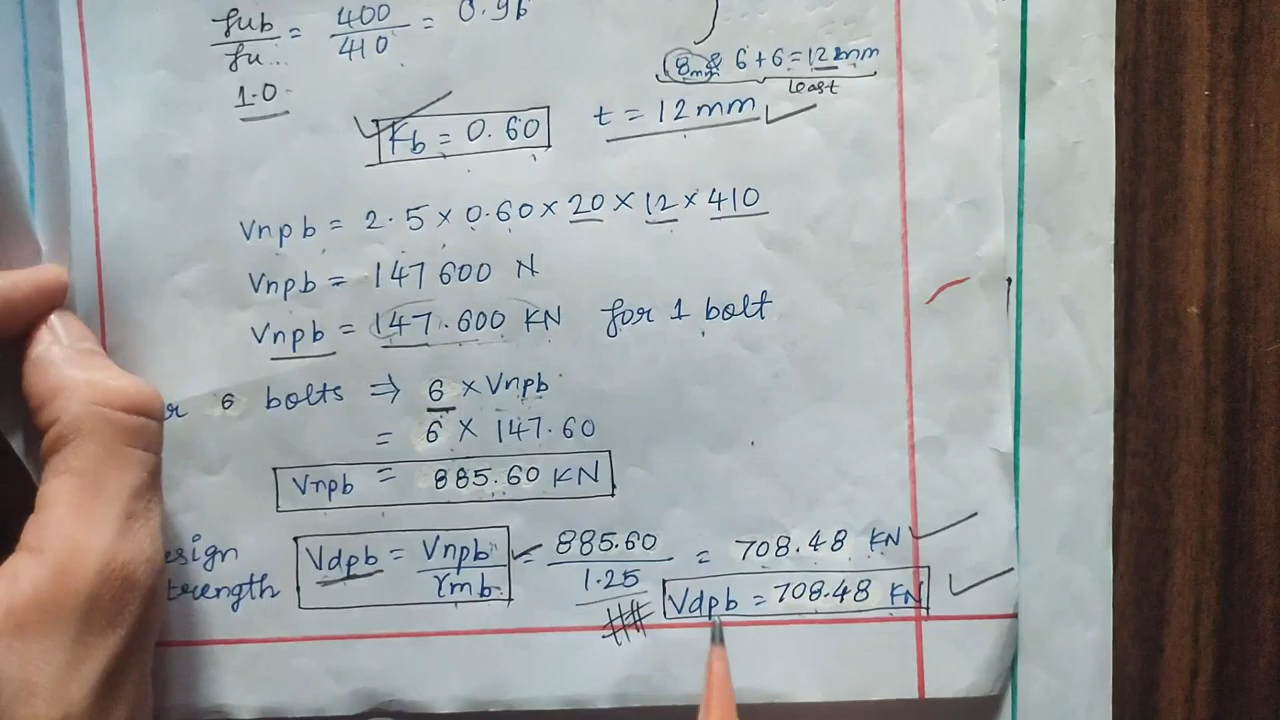 fub/fu = 400/410 = 0.96
1.0
8mm & 6+6=12mm
least
Kb = 0.60
t = 12mm
Vnpb = 2.5 × 0.60 × 20 × 12 × 410
Vnpb = 147600 N
Vnpb = 147.600 KN for 1 bolt
r 6 bolts ⇒ 6 × Vnpb
= 6 × 147.60
Vnpb = 885.60 KN
esign
trength
Vdpb = Vnpb/γmb = 885.60/1.25 = 708.48 KN
Vdpb = 708.48 KN